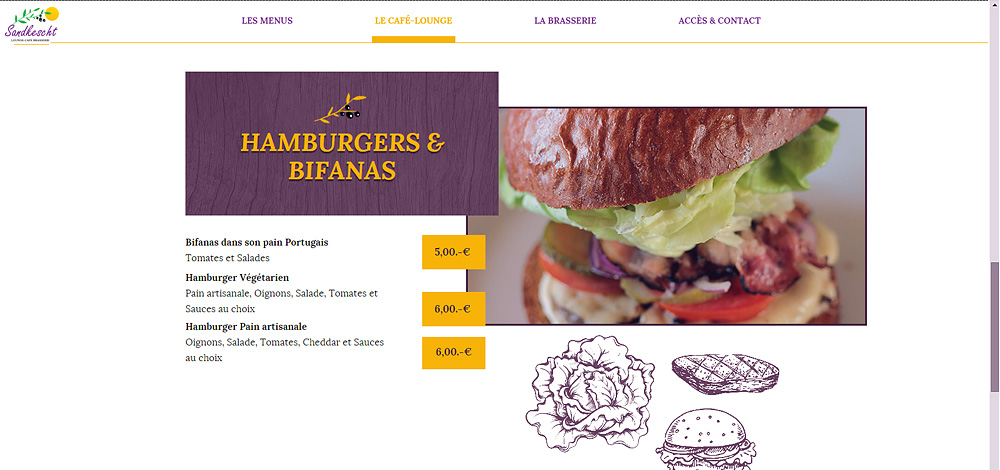 Sandkescht
LOUNGE-CAFÉ-BRASSERIE
LES MENUS
LE CAFÉ-LOUNGE
LA BRASSERIE
ACCÈS & CONTACT
HAMBURGERS &
BIFANAS
Bifanas dans son pain Portugais
Tomates et Salades
5,00.-€
Hamburger Végétarien
Pain artisanale, Oignons, Salade, Tomates et
Sauces au choix
6,00.-€
Hamburger Pain artisanale
Oignons, Salade, Tomates, Cheddar et Sauces
au choix
6,00.-€